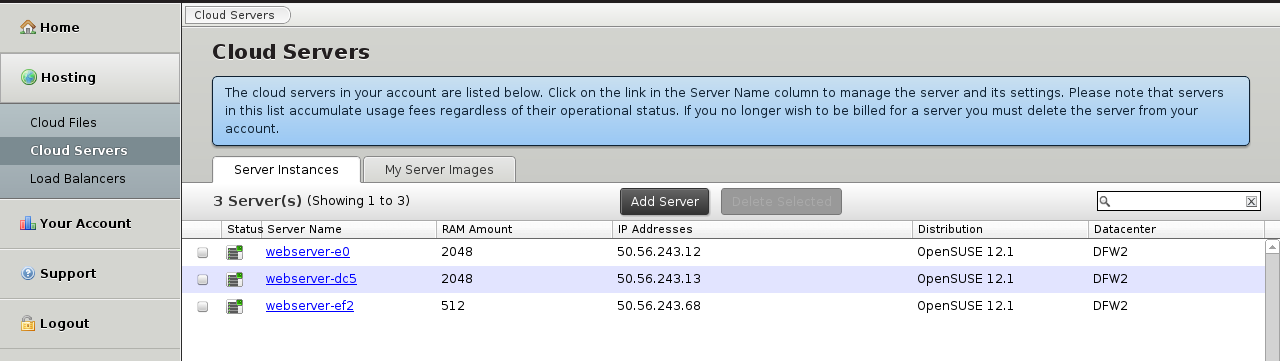 Home
Hosting
Cloud Files
Cloud Servers
Load Balancers
Your Account
Support
Logout
Cloud Servers
Cloud Servers
The cloud servers in your account are listed below. Click on the link in the Server Name column to manage the server and its settings. Please note that servers
in this list accumulate usage fees regardless of their operational status. If you no longer wish to be billed for a server you must delete the server from your
account.
Server Instances My Server Images
3 Server(s) (Showing 1 to 3) Add Server Delete Selected
Status Server Name RAM Amount IP Addresses Distribution Datacenter
webserver-e0 2048 50.56.243.12 OpenSUSE 12.1 DFW2
webserver-dc5 2048 50.56.243.13 OpenSUSE 12.1 DFW2
webserver-ef2 512 50.56.243.68 OpenSUSE 12.1 DFW2